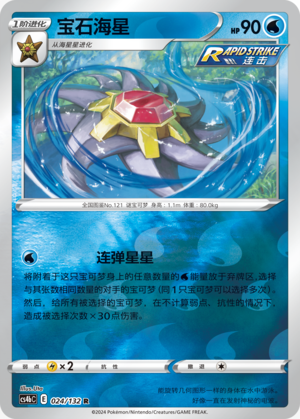 1阶进化
宝石海星
HP 90
从海星星进化
RAPID STRIKE
连击
全国图鉴No.121 谜宝可梦 身高：1.1m 体重：80.0kg
连弹星星
将附着于这只宝可梦身上的任意数量的 能量放于弃牌区，选择
与其张数相同数量的对手的宝可梦（同1只宝可梦可以选择多次）。
然后，给所有被选择的宝可梦，在不计算弱点、抗性的情况下，造
成被选择次数×30点伤害。
弱点 ×2 抗性 撤退
cs4bC E 024/132 R
©2024 Pokémon/Nintendo/Creatures/GAME FREAK.